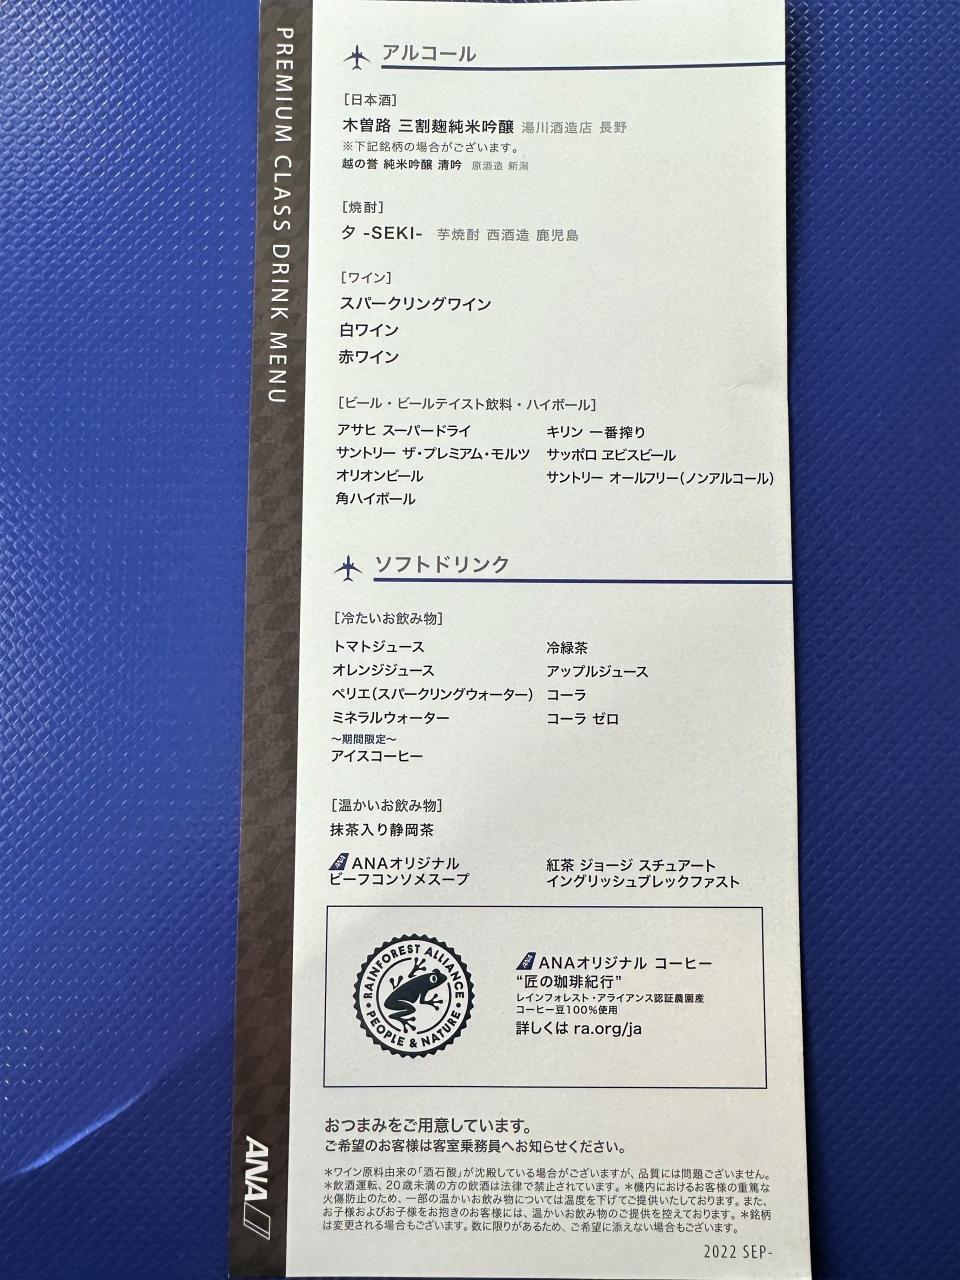 PREMIUM CLASS DRINK MENU
アルコール
[日本酒]
木曽路 三割麹純米吟醸 湯川酒造店 長野
※下記銘柄の場合がございます。
越の誉 純米吟醸 清吟 原酒造 新潟
[焼酎]
夕 -SEKI- 芋焼酎 西酒造 鹿児島
[ワイン]
スパークリングワイン
白ワイン
赤ワイン
[ビール・ビールテイスト飲料・ハイボール]
アサヒ スーパードライ キリン 一番搾り
サントリー ザ・プレミアム・モルツ サッポロ ヱビスビール
オリオンビール サントリー オールフリー(ノンアルコール)
角ハイボール
ソフトドリンク
[冷たいお飲み物]
トマトジュース 冷緑茶
オレンジジュース アップルジュース
ペリエ(スパークリングウォーター) コーラ
ミネラルウォーター コーラ ゼロ
〜期間限定〜
アイスコーヒー
[温かいお飲み物]
抹茶入り静岡茶
ANA ANAオリジナル 紅茶 ジョージ スチュアート
ビーフコンソメスープ イングリッシュブレックファスト
RAINFOREST ALLIANCE
PEOPLE & NATURE
ANA ANAオリジナル コーヒー
“匠の珈琲紀行”
レインフォレスト・アライアンス認証農園産
コーヒー豆100%使用
詳しくは ra.org/ja
おつまみをご用意しています。
ご希望のお客様は客室乗務員へお知らせください。
＊ワイン原料由来の「酒石酸」が沈殿している場合がございますが、品質には問題ございません。
＊飲酒運転、20歳未満の方の飲酒は法律で禁止されています。＊機内におけるお客様の重篤な
火傷防止のため、一部の温かいお飲み物については温度を下げてご提供いたしております。また、
お子様およびお子様をお抱きのお客様には、温かいお飲み物のご提供を控えております。＊銘柄
は変更される場合もございます。数に限りがあるため、ご希望に添えない場合もございます。
2022 SEP-
ANA